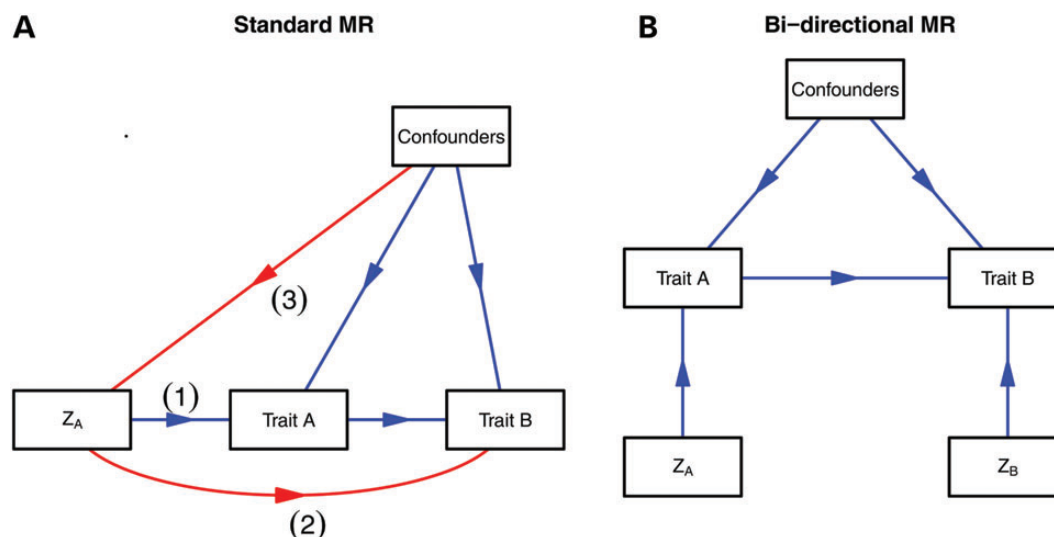 A
Standard MR
Confounders
(3)
(1)
Z_A
Trait A
Trait B
(2)
B
Bi-directional MR
Confounders
Trait A
Trait B
Z_A
Z_B